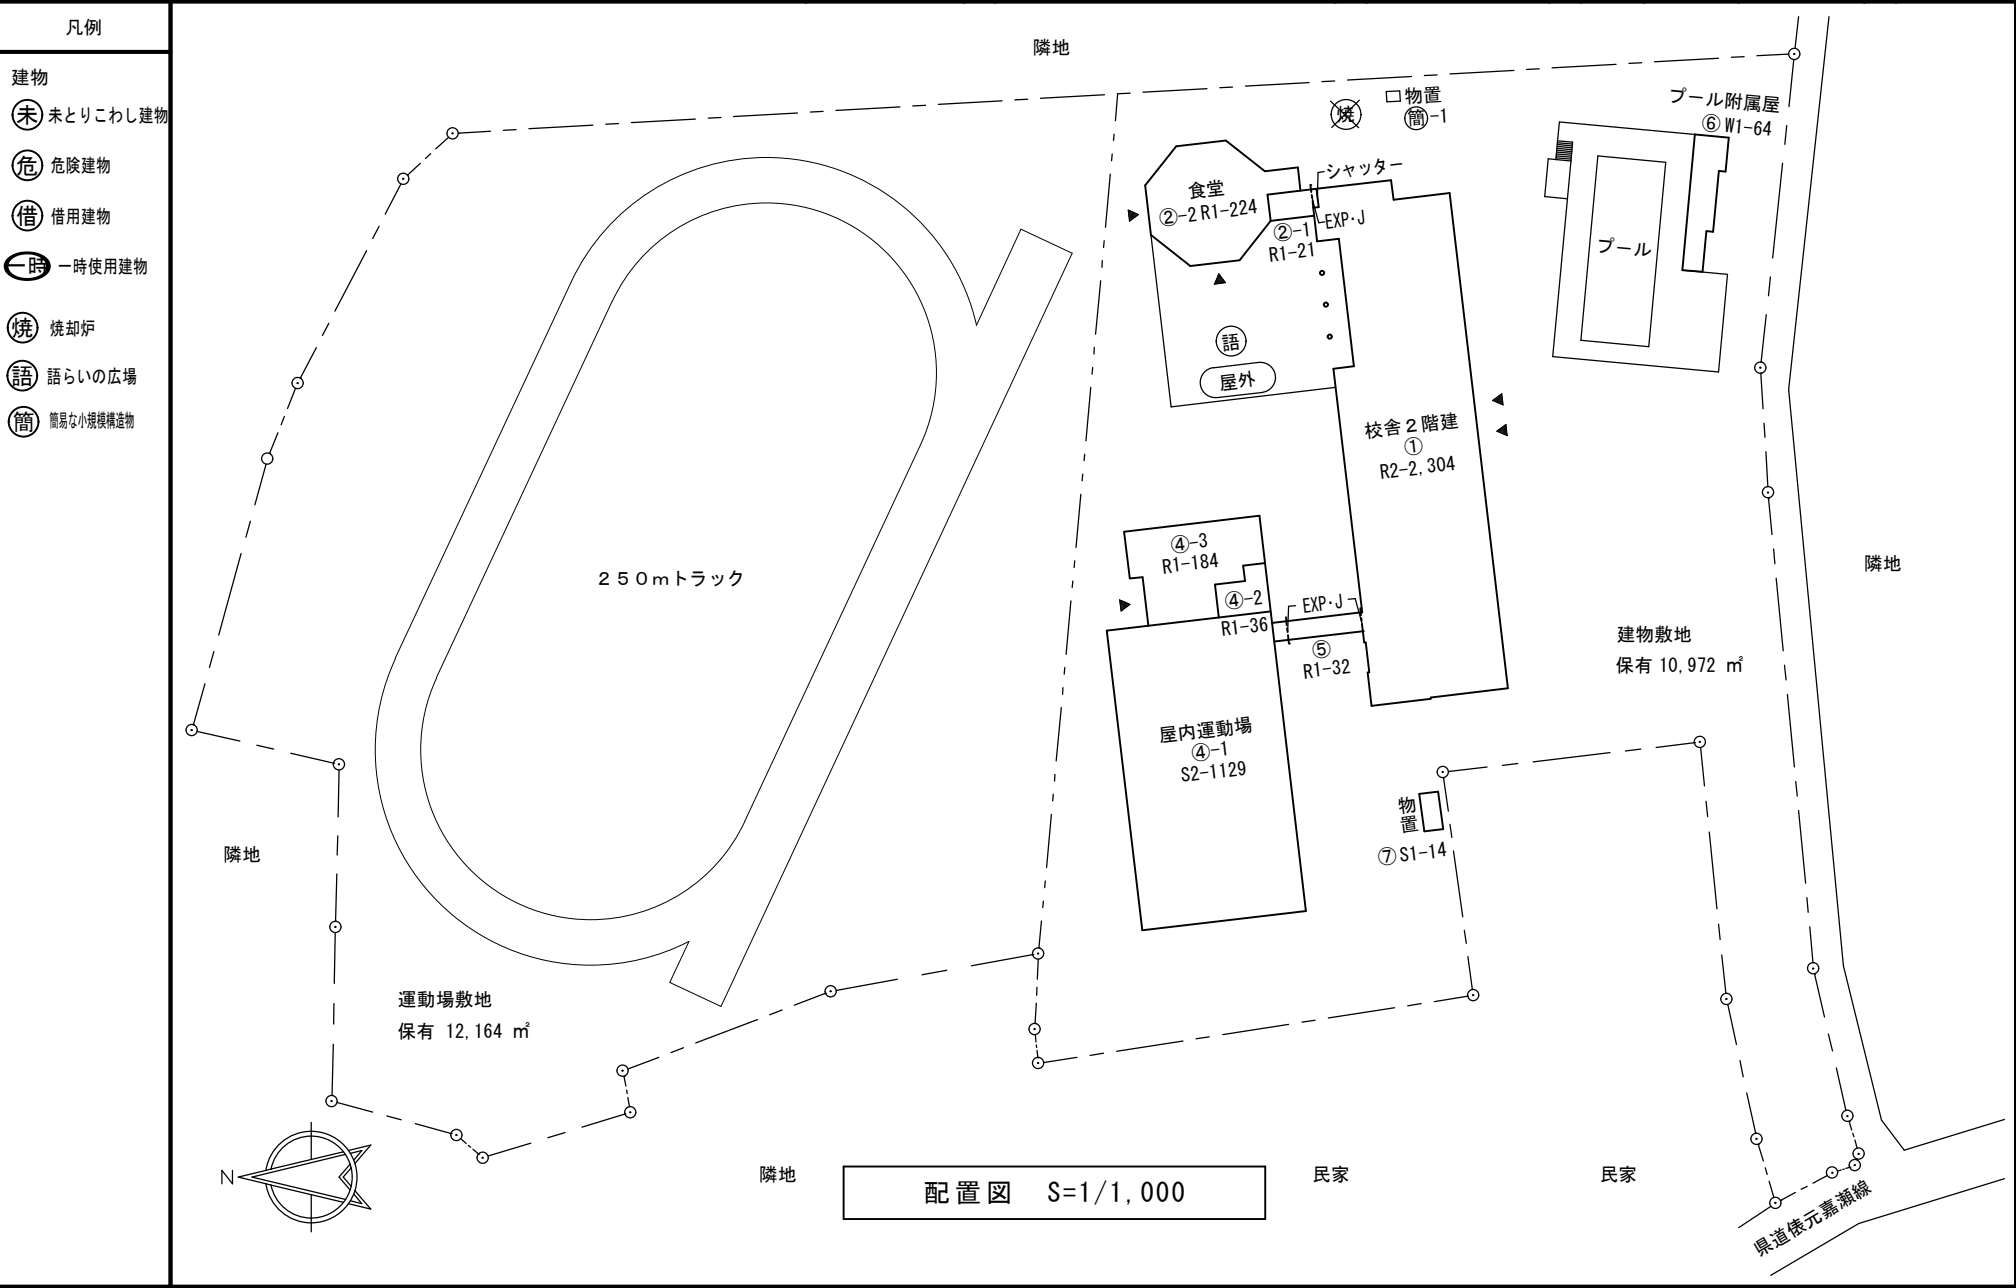 凡例
建物
未 未とりこわし建物
危 危険建物
借 借用建物
一時 一時使用建物
焼 焼却炉
語 語らいの広場
簡 簡易な小規模構造物
隣地
焼
物置
簡-1
プール附属屋
⑥ W1-64
プール
シャッター
食堂
②-2 R1-224
EXP・J
②-1
R1-21
語
屋外
校舎2階建
①
R2-2,304
250mトラック
④-3
R1-184
④-2
R1-36
EXP・J
⑤
R1-32
隣地
建物敷地
保有 10,972 ㎡
屋内運動場
④-1
S2-1129
物置
⑦ S1-14
隣地
運動場敷地
保有 12,164 ㎡
N
隣地
配置図 S=1/1,000
民家
民家
県道俵元嘉瀬線